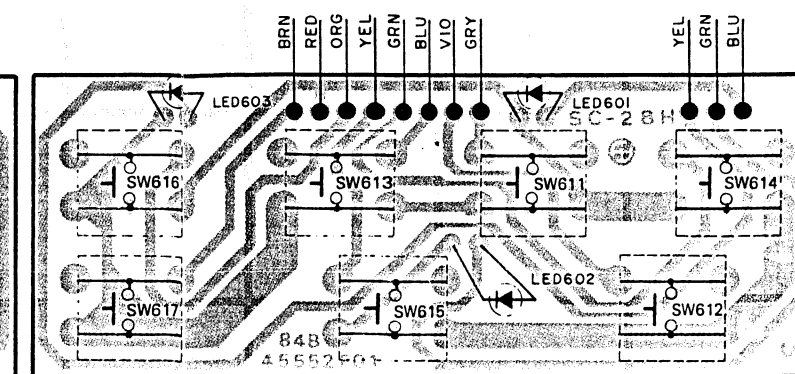 BRN RED ORG YEL GRN BLU VIO GRY
YEL GRN BLU
LED603
LED601
SC-28H
SW616
SW613
SW611
SW614
LED602
SW617
SW615
SW612
84B
45552F01